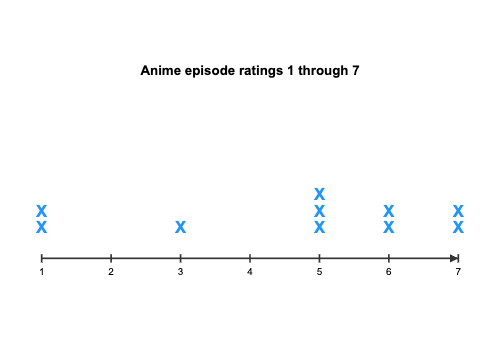 Anime episode ratings 1 through 7
X
X X X X
X X X X X
1 2 3 4 5 6 7